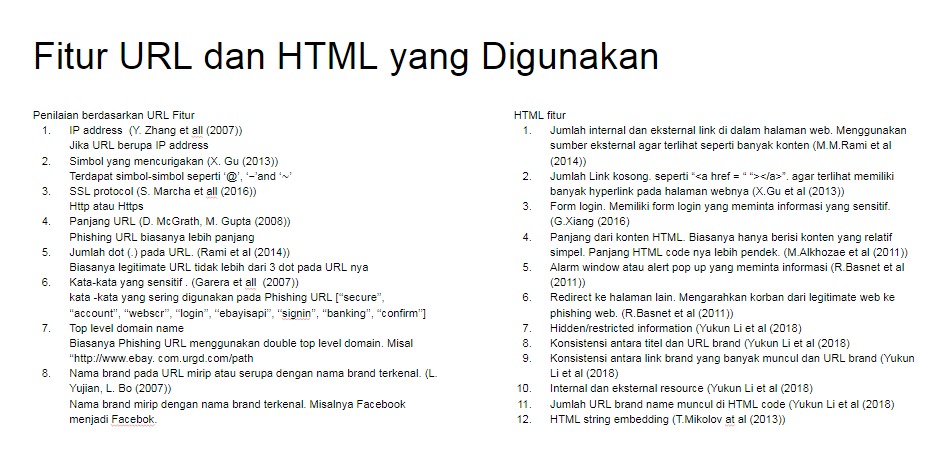 Fitur URL dan HTML yang Digunakan
Penilaian berdasarkan URL Fitur
1. IP address (Y. Zhang et all (2007))
Jika URL berupa IP address
2. Simbol yang mencurigakan (X. Gu (2013))
Terdapat simbol-simbol seperti ‘@’, ‘−’and ‘~’
3. SSL protocol (S. Marcha et all (2016))
Http atau Https
4. Panjang URL (D. McGrath, M. Gupta (2008))
Phishing URL biasanya lebih panjang
5. Jumlah dot (.) pada URL. (Rami et al (2014))
Biasanya legitimate URL tidak lebih dari 3 dot pada URL nya
6. Kata-kata yang sensitif . (Garera et all (2007))
kata -kata yang sering digunakan pada Phishing URL [“secure”,
“account”, “webscr”, “login”, “ebayisapi”, “signin”, “banking”, “confirm”]
7. Top level domain name
Biasanya Phishing URL menggunakan double top level domain. Misal
“http://www.ebay. com.urgd.com/path
8. Nama brand pada URL mirip atau serupa dengan nama brand terkenal. (L.
Yujian, L. Bo (2007))
Nama brand mirip dengan nama brand terkenal. Misalnya Facebook
menjadi Facebok.
HTML fitur
1. Jumlah internal dan eksternal link di dalam halaman web. Menggunakan
sumber eksternal agar terlihat seperti banyak konten (M.M.Rami et al
(2014))
2. Jumlah Link kosong. seperti “<a href = “ “></a>”. agar terlihat memiliki
banyak hyperlink pada halaman webnya (X.Gu et al (2013))
3. Form login. Memiliki form login yang meminta informasi yang sensitif.
(G.Xiang (2016)
4. Panjang dari konten HTML. Biasanya hanya berisi konten yang relatif
simpel. Panjang HTML code nya lebih pendek. (M.Alkhozae et al (2011))
5. Alarm window atau alert pop up yang meminta informasi (R.Basnet et al
(2011))
6. Redirect ke halaman lain. Mengarahkan korban dari legitimate web ke
phishing web. (R.Basnet et al (2011))
7. Hidden/restricted information (Yukun Li et al (2018)
8. Konsistensi antara titel dan URL brand (Yukun Li et al (2018)
9. Konsistensi antara link brand yang banyak muncul dan URL brand (Yukun
Li et al (2018)
10. Internal dan eksternal resource (Yukun Li et al (2018)
11. Jumlah URL brand name muncul di HTML code (Yukun Li et al (2018)
12. HTML string embedding (T.Mikolov at al (2013))